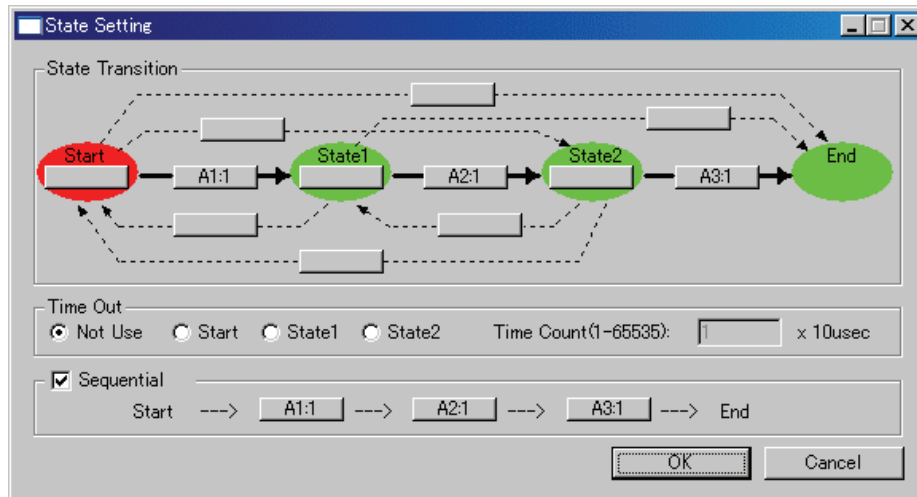 State Setting
State Transition
Start State1 State2 End
A1:1 A2:1 A3:1
Time Out
Not Use Start State1 State2 Time Count(1-65535): 1 x 10usec
Sequential
Start ---> A1:1 ---> A2:1 ---> A3:1 ---> End
OK Cancel